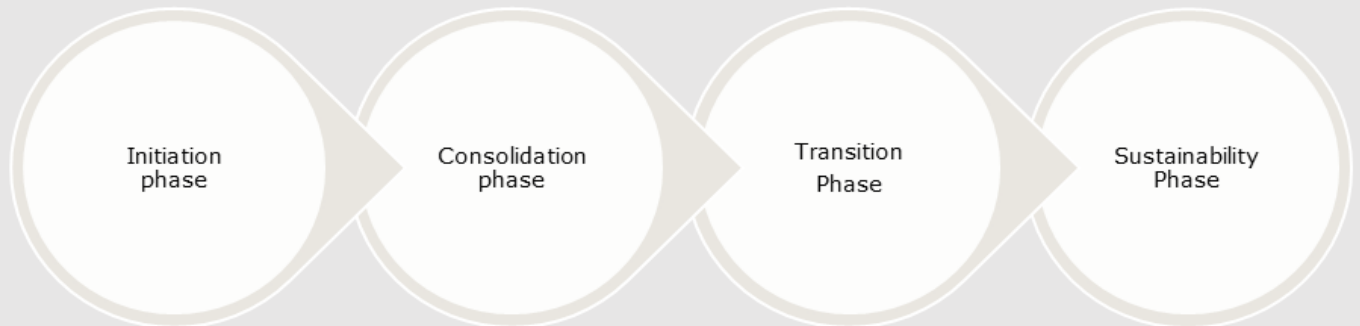 Initiation
phase
Consolidation
phase
Transition
Phase
Sustainability
Phase